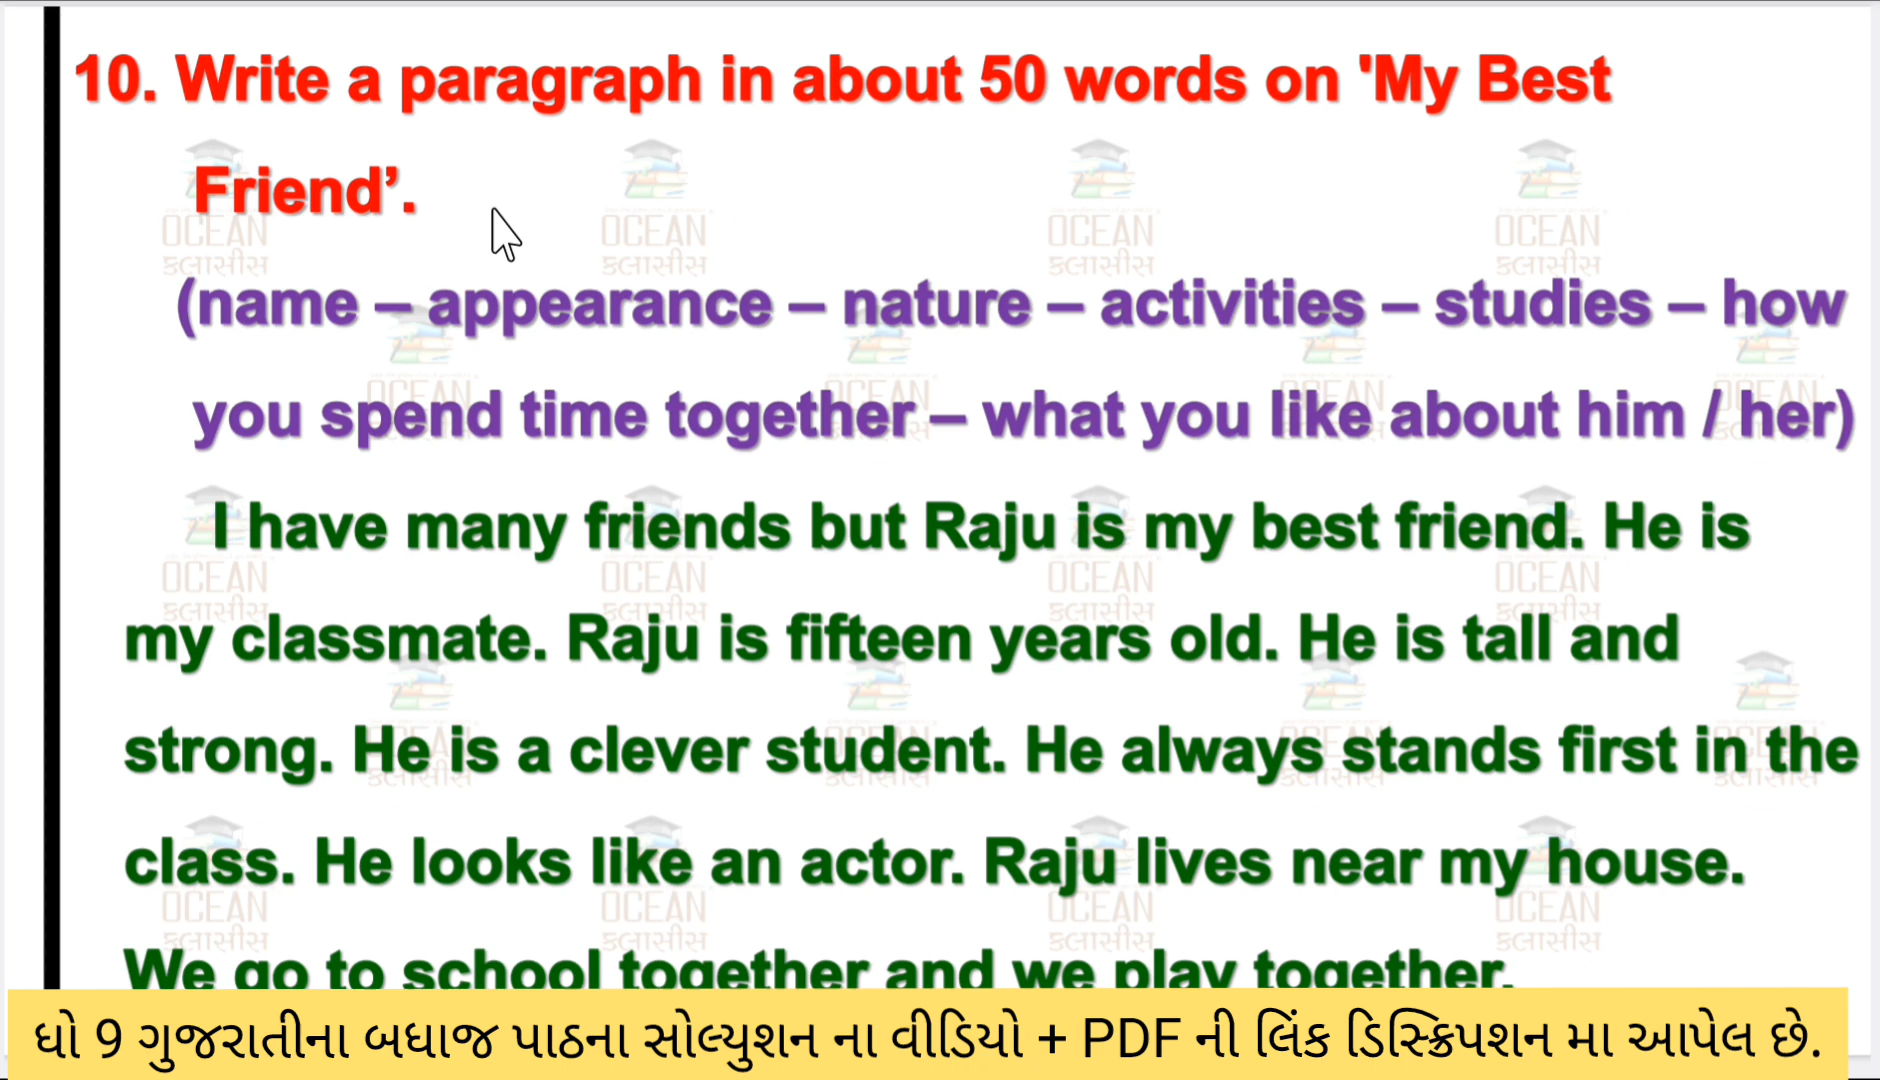 10. Write a paragraph in about 50 words on 'My Best
Friend’.
(name – appearance – nature – activities – studies – how
you spend time together – what you like about him / her)
I have many friends but Raju is my best friend. He is
my classmate. Raju is fifteen years old. He is tall and
strong. He is a clever student. He always stands first in the
class. He looks like an actor. Raju lives near my house.
We go to school together and we play together.
ધો 9 ગુજરાતીના બધાજ પાઠના સોલ્યુશન ના વીડિયો + PDF ની લિંક ડિસ્ક્રિપશન મા આપેલ છે.
OCEAN
ક્લાસીસ